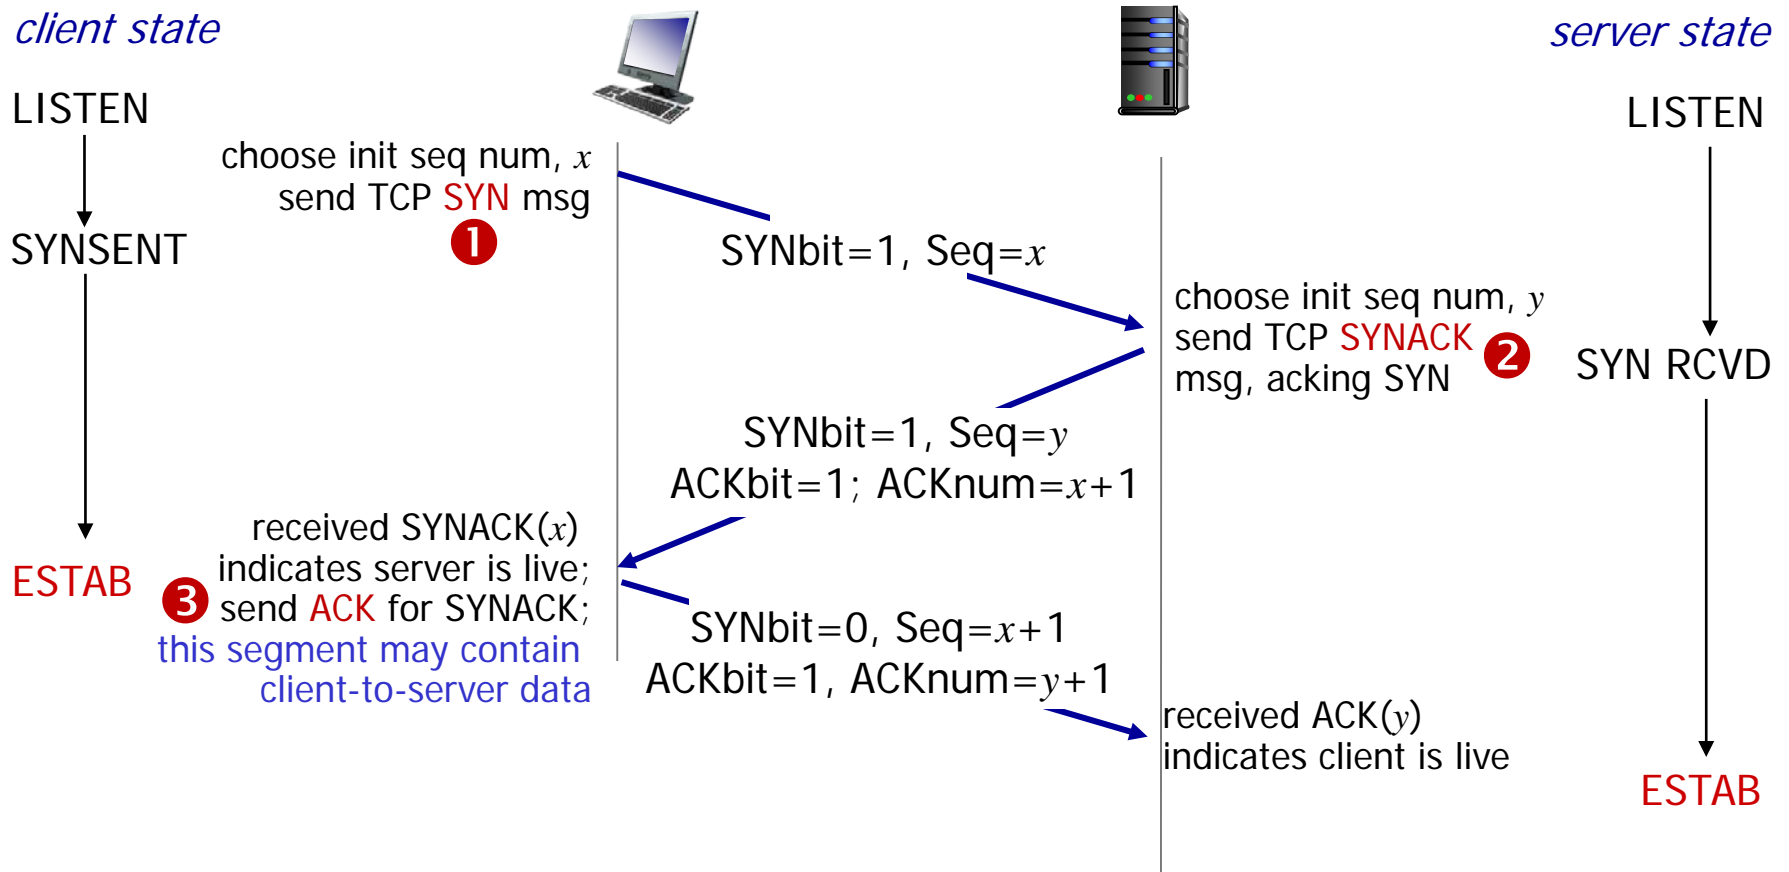 client state
server state
LISTEN
LISTEN
choose init seq num, x
send TCP SYN msg
1
SYNSENT
SYNbit=1, Seq=x
choose init seq num, y
send TCP SYNACK
msg, acking SYN
2
SYN RCVD
SYNbit=1, Seq=y
ACKbit=1; ACKnum=x+1
received SYNACK(x)
indicates server is live;
send ACK for SYNACK;
this segment may contain
client-to-server data
3
ESTAB
SYNbit=0, Seq=x+1
ACKbit=1, ACKnum=y+1
received ACK(y)
indicates client is live
ESTAB